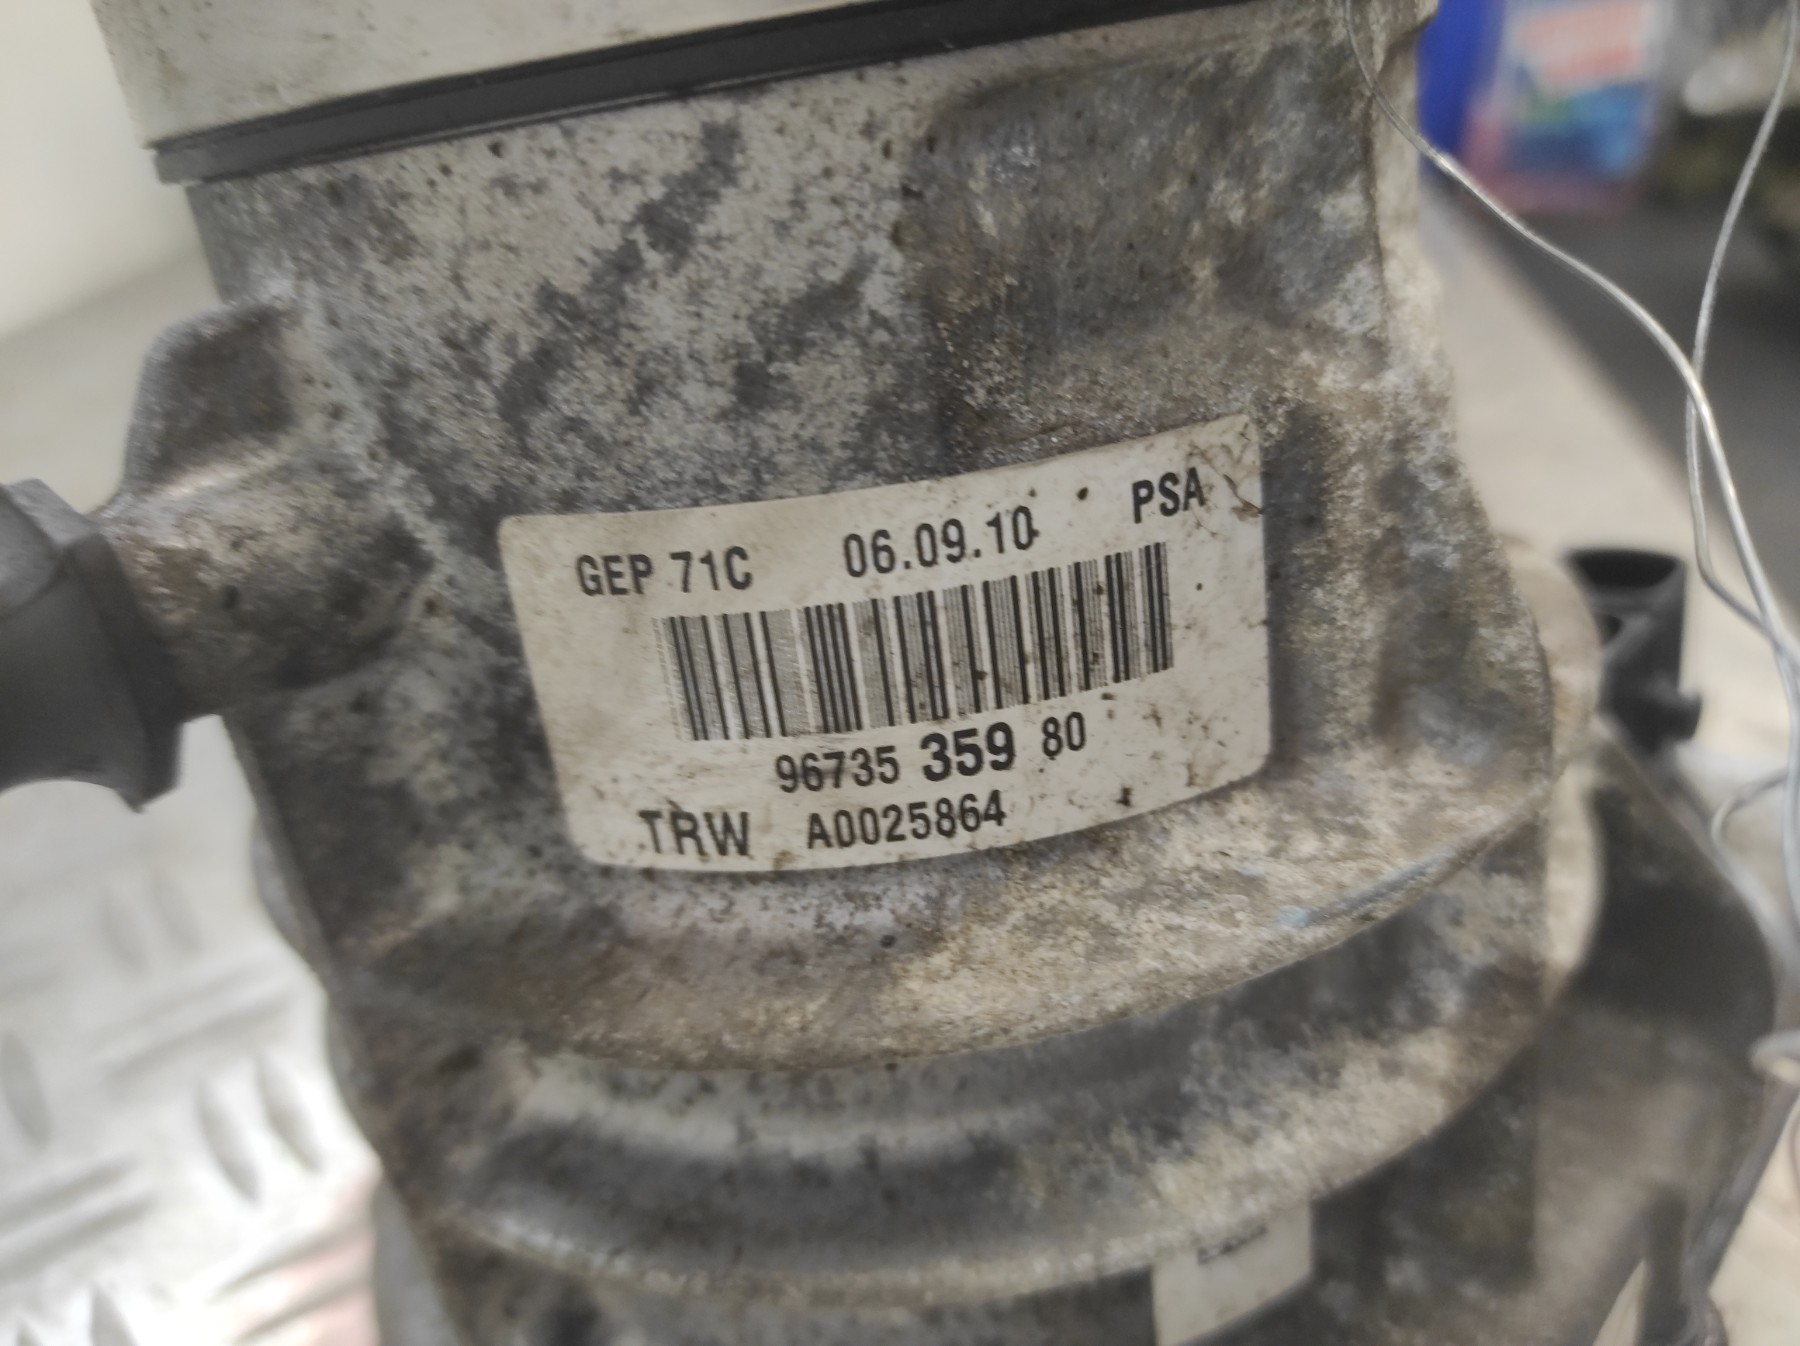 GEP 71C 06.09.10 PSA
96735 359 80
TRW A0025864